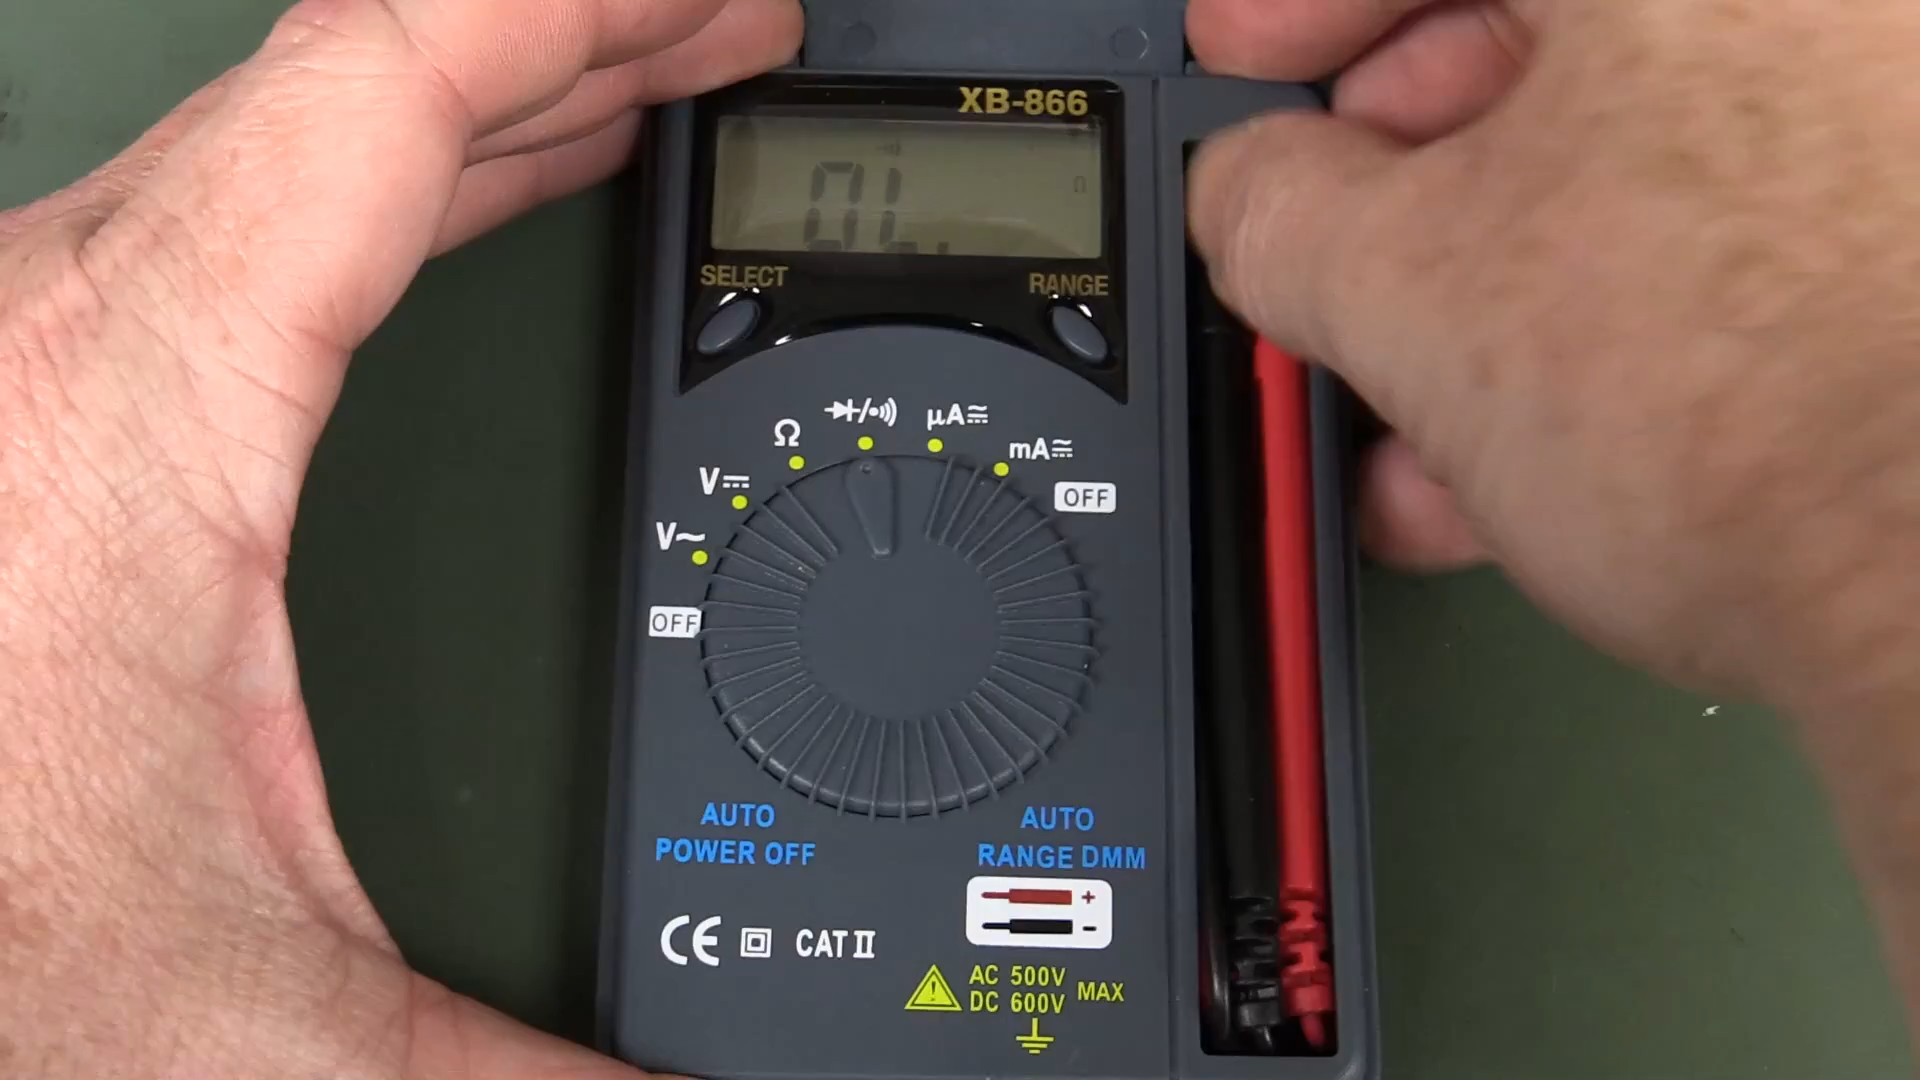 XB-866
0L.
Ω
SELECT
RANGE
Ω
μA
mA
V
V~
OFF
OFF
AUTO
POWER OFF
AUTO
RANGE DMM
+
-
CE
CAT II
AC 500V
DC 600V
MAX